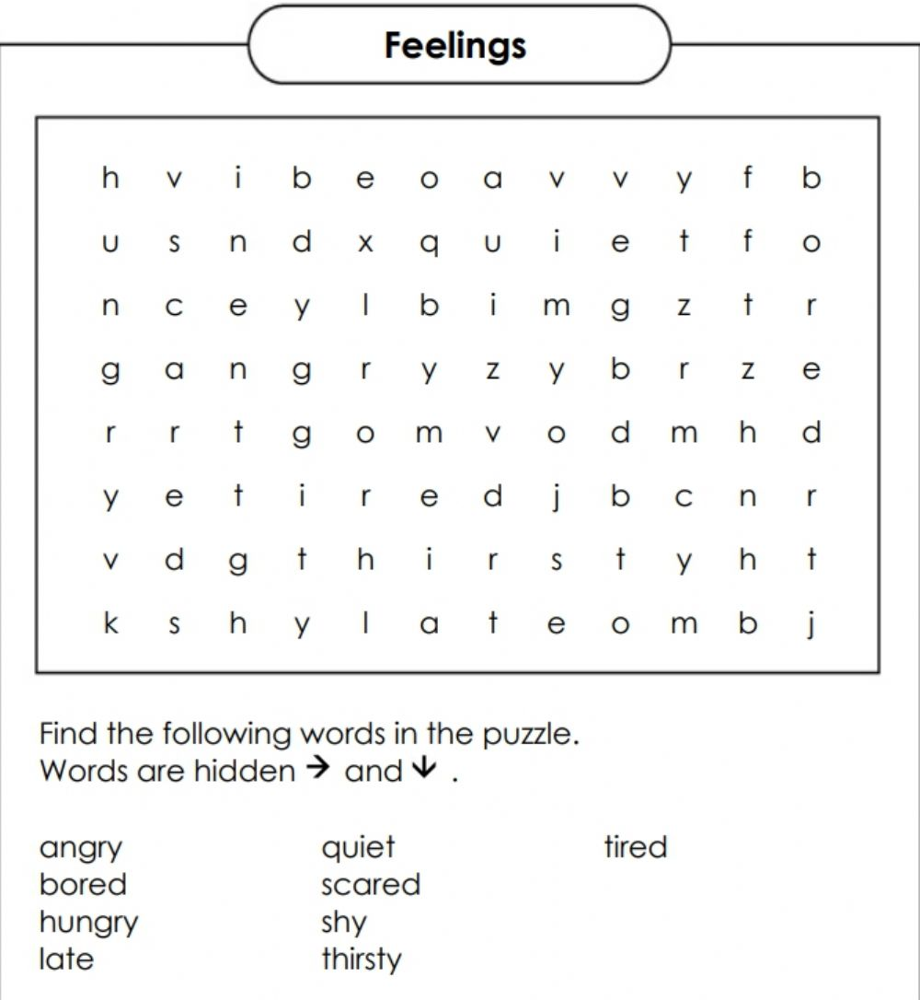 Feelings
h v i b e o a v v y f b
u s n d x q u i e t f o
n c e y l b i m g z t r
g a n g r y z y b r z e
r r t g o m v o d m h d
y e t i r e d j b c n r
v d g t h i r s t y h t
k s h y l a t e o m b j
Find the following words in the puzzle.
Words are hidden → and ↓ .
angry quiet tired
bored scared
hungry shy
late thirsty